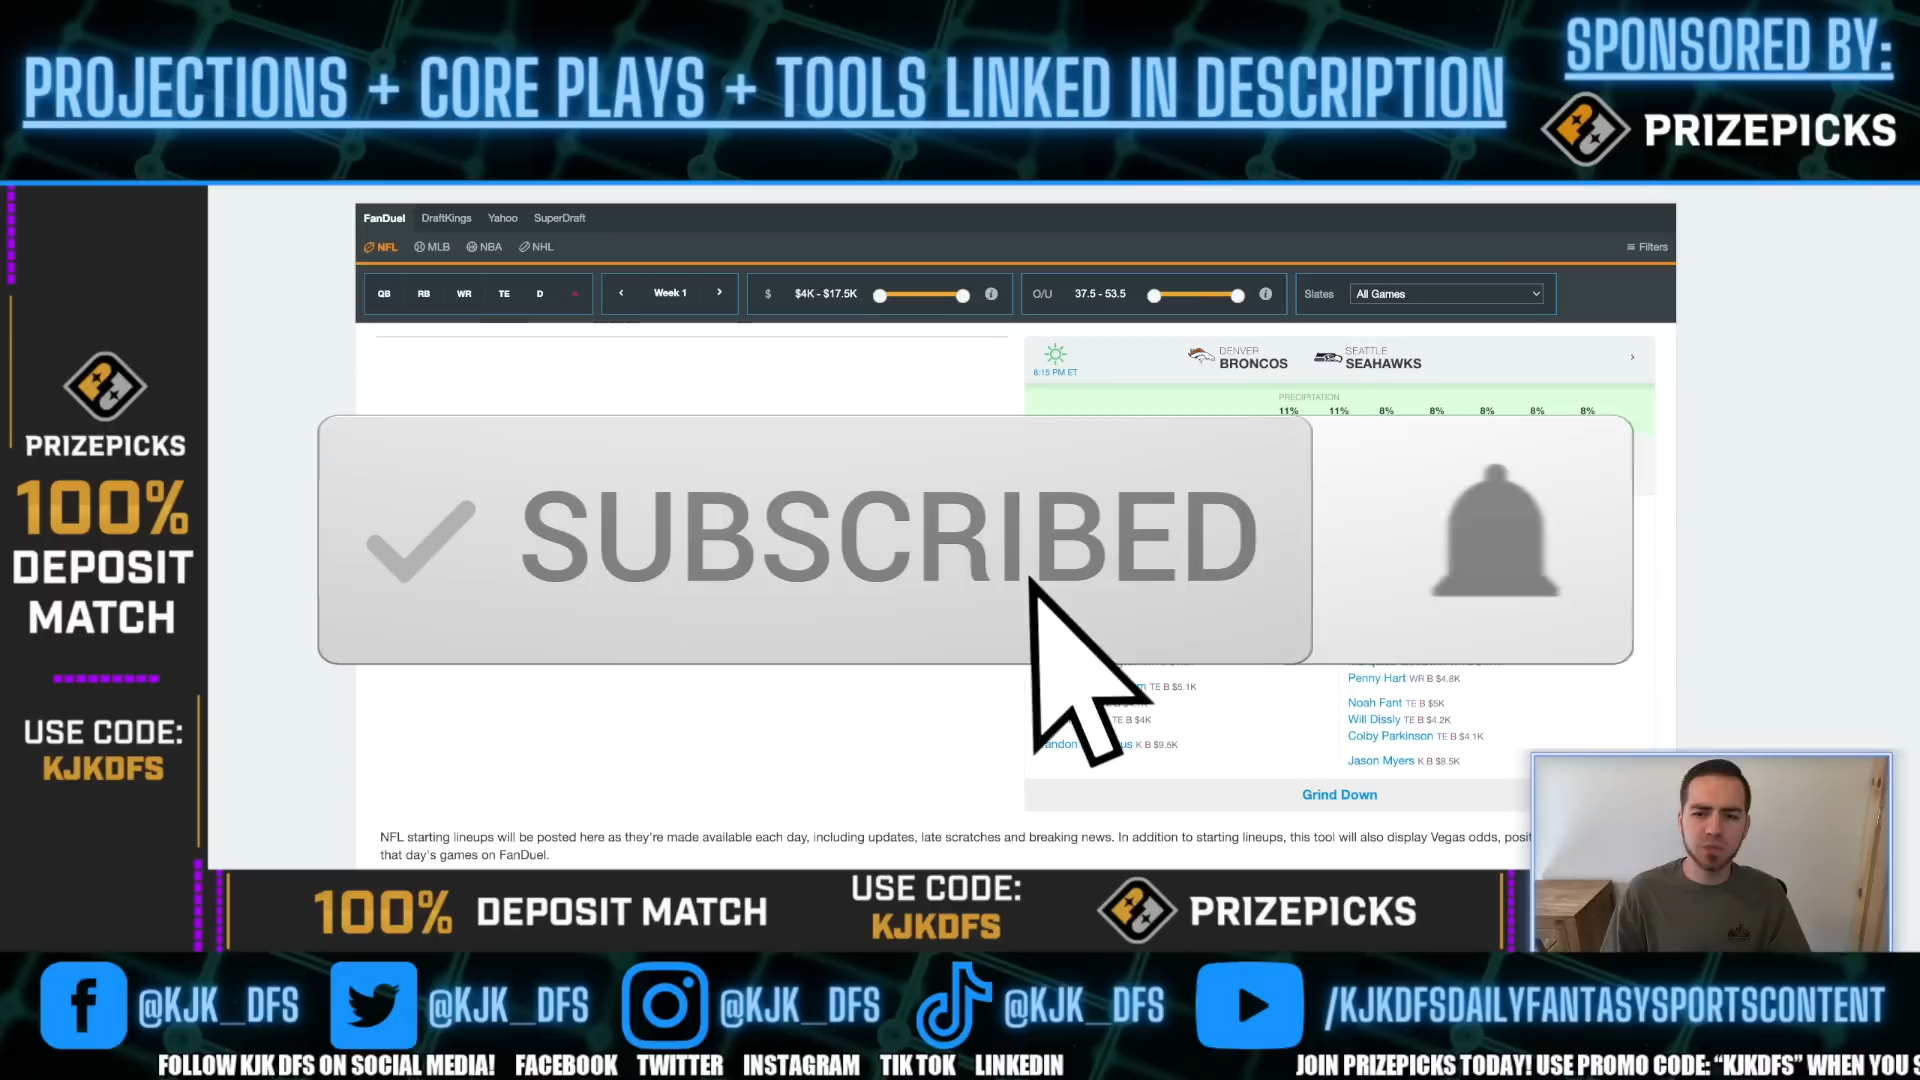 PROJECTIONS + CORE PLAYS + TOOLS LINKED IN DESCRIPTION
SPONSORED BY:
PRIZEPICKS
FanDuel DraftKings Yahoo SuperDraft
NFL MLB NBA NHL
Filters
QB RB WR TE D
Week 1
$ $4K - $17.5K
O/U 37.5 - 53.5
Slates All Games
8:15 PM ET
DENVER
BRONCOS
SEATTLE
SEAHAWKS
PRECIPITATION
11% 11% 8% 8% 8% 8% 8%
SUBSCRIBED
TE B $5.1K
TE B $4K
K B $9.5K
Penny Hart WR B $4.8K
Noah Fant TE B $5K
Will Dissly TE B $4.2K
Colby Parkinson TE B $4.1K
Jason Myers K B $8.5K
Grind Down
NFL starting lineups will be posted here as they're made available each day, including updates, late scratches and breaking news. In addition to starting lineups, this tool will also display Vegas odds,
that day's games on FanDuel.
PRIZEPICKS
100%
DEPOSIT
MATCH
USE CODE:
KJKDFS
100% DEPOSIT MATCH
USE CODE:
KJKDFS
PRIZEPICKS
@KJK_DFS @KJK_DFS @KJK_DFS @KJK_DFS /KJKDFSDAILYFANTASYSPORTSCONTENT
FOLLOW KJK DFS ON SOCIAL MEDIA! FACEBOOK TWITTER INSTAGRAM TIKTOK LINKEDIN JOIN PRIZEPICKS TODAY! USE PROMO CODE: "KJKDFS" WHEN YOU